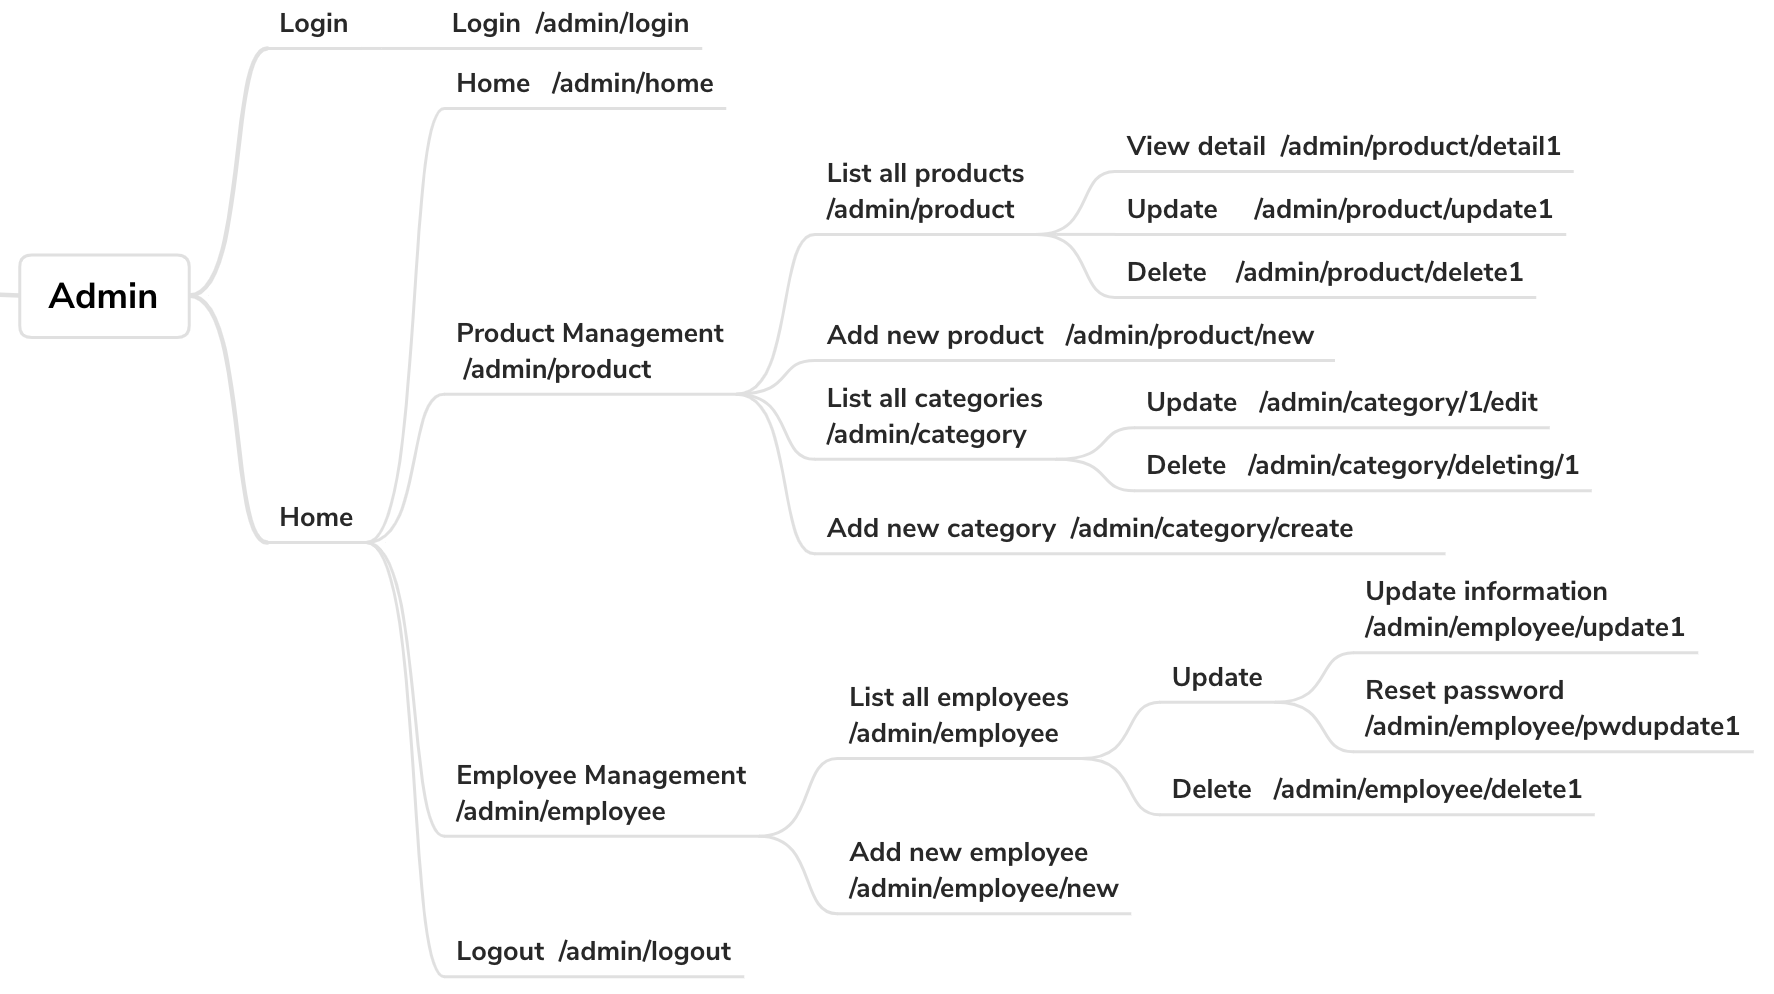 Login
Login /admin/login
Home /admin/home
View detail /admin/product/detail1
List all products
/admin/product
Update /admin/product/update1
Delete /admin/product/delete1
Admin
Product Management
/admin/product
Add new product /admin/product/new
List all categories
/admin/category
Update /admin/category/1/edit
Delete /admin/category/deleting/1
Home
Add new category /admin/category/create
Update information
/admin/employee/update1
Update
Reset password
/admin/employee/pwdupdate1
List all employees
/admin/employee
Employee Management
/admin/employee
Delete /admin/employee/delete1
Add new employee
/admin/employee/new
Logout /admin/logout